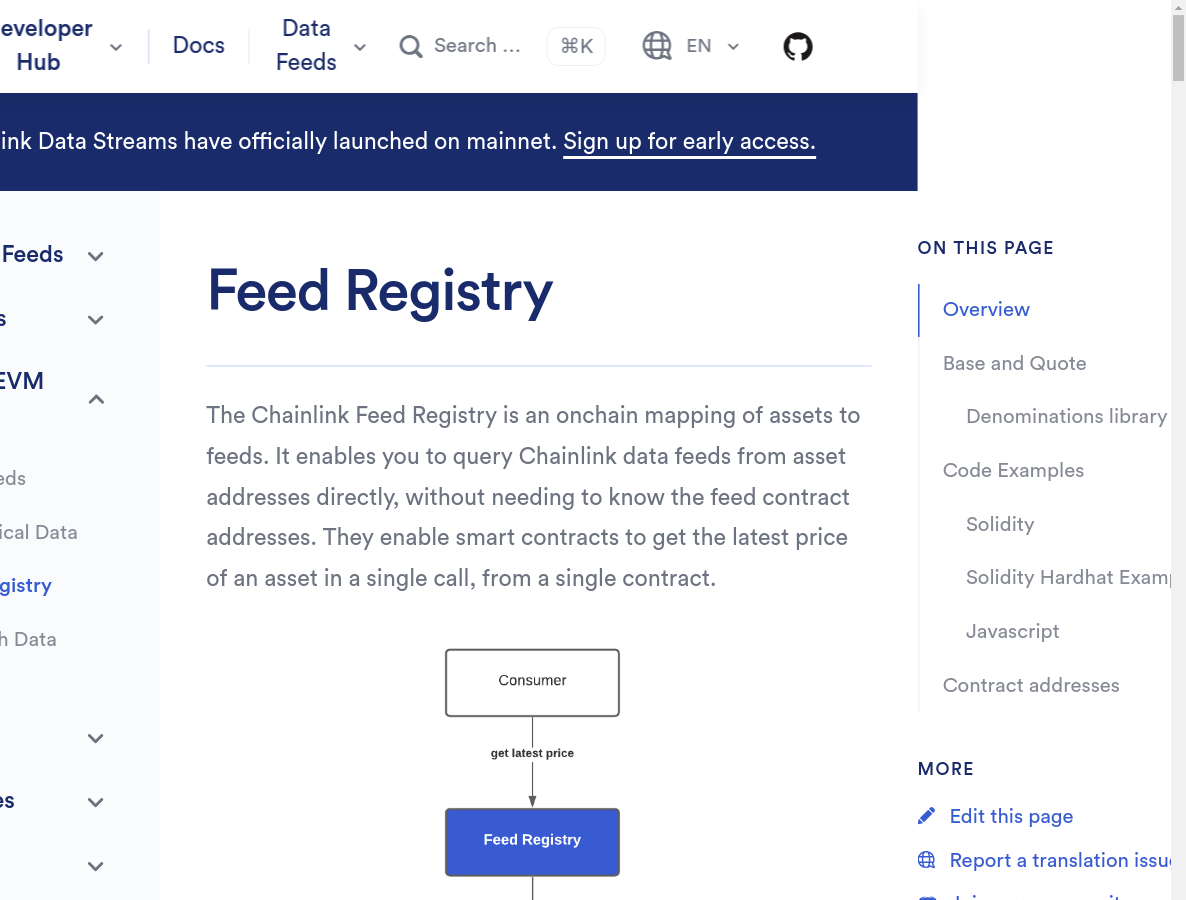 eveloper
Hub
Docs
Data
Feeds
Search ...
⌘K
EN
ink Data Streams have officially launched on mainnet. Sign up for early access.
Feeds
s
EVM
eds
ical Data
gistry
h Data
es
Feed Registry
The Chainlink Feed Registry is an onchain mapping of assets to
feeds. It enables you to query Chainlink data feeds from asset
addresses directly, without needing to know the feed contract
addresses. They enable smart contracts to get the latest price
of an asset in a single call, from a single contract.
Consumer
get latest price
Feed Registry
ON THIS PAGE
Overview
Base and Quote
Denominations library
Code Examples
Solidity
Solidity Hardhat Examp
Javascript
Contract addresses
MORE
Edit this page
Report a translation issu